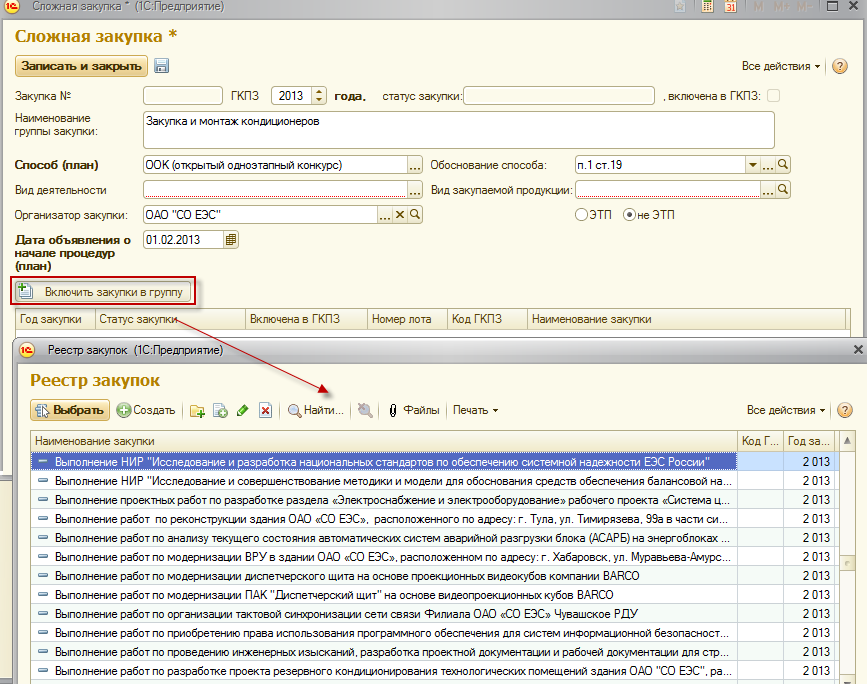 Сложная закупка * (1С:Предприятие)
M M+ M-
Сложная закупка *
Записать и закрыть
Все действия
Закупка № ГКПЗ 2013 года, статус закупки: , включена в ГКПЗ:
Наименование группы закупки:
Закупка и монтаж кондиционеров
Способ (план) ООК (открытый одноэтапный конкурс) ... Обоснование способа: п.1 ст.19 ...
Вид деятельности ... Вид закупаемой продукции: ...
Организатор закупки: ОАО "СО ЕЭС" ... ЭТП не ЭТП
Дата объявления о начале процедур (план)
01.02.2013
Включить закупки в группу
Год закупки Статус закупки Включена в ГКПЗ Номер лота Код ГКПЗ Наименование закупки
Реестр закупок (1С:Предприятие)
Реестр закупок
Выбрать Создать Найти... Файлы Печать Все действия
Наименование закупки Код Г... Год за...
Выполнение НИР "Исследование и разработка национальных стандартов по обеспечению системной надежности ЕЭС России" 2 013
Выполнение НИР "Исследование и совершенствование методики и модели для обоснования средств обеспечения балансовой на... 2 013
Выполнение проектных работ по разработке раздела «Электроснабжение и электрооборудование» рабочего проекта «Система ц... 2 013
Выполнение работ по реконструкции здания ОАО «СО ЕЭС», расположенного по адресу: г. Тула, ул. Тимирязева, 99а в части си... 2 013
Выполнение работ по анализу текущего состояния автоматических систем аварийной разгрузки блока (АСАРБ) на энергоблоках ... 2 013
Выполнение работ по модернизации ВРУ в здании ОАО «СО ЕЭС», расположенном по адресу: г. Хабаровск, ул. Муравьева-Амурс... 2 013
Выполнение работ по модернизации диспетчерского щита на основе проекционных видеокубов компании BARCO 2 013
Выполнение работ по модернизации ПАК "Диспетчерский щит" на основе видеопроекционных кубов BARCO 2 013
Выполнение работ по организации тактовой синхронизации сети связи Филиала ОАО «СО ЕЭС» Чувашское РДУ 2 013
Выполнение работ по приобретению права использования программного обеспечения для систем информационной безопасност... 2 013
Выполнение работ по проведению инженерных изысканий, разработка проектной документации и рабочей документации для стр... 2 013
Выполнение работ по разработке проекта резервного кондиционирования технологических помещений здания ОАО "СО ЕЭС", ра... 2 013